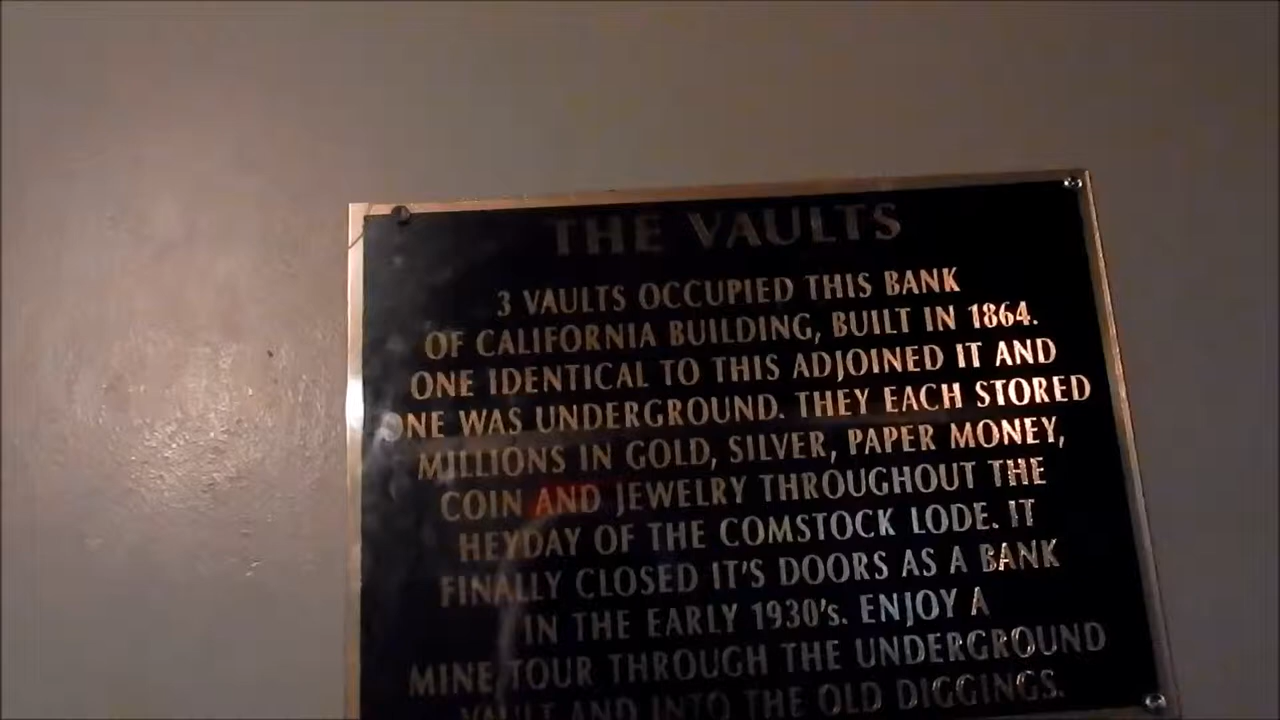 THE VAULTS
3 VAULTS OCCUPIED THIS BANK
OF CALIFORNIA BUILDING, BUILT IN 1864.
ONE IDENTICAL TO THIS ADJOINED IT AND
ONE WAS UNDERGROUND. THEY EACH STORED
MILLIONS IN GOLD, SILVER, PAPER MONEY,
COIN AND JEWELRY THROUGHOUT THE
HEYDAY OF THE COMSTOCK LODE. IT
FINALLY CLOSED IT'S DOORS AS A BANK
IN THE EARLY 1930's. ENJOY A
MINE TOUR THROUGH THE UNDERGROUND
VAULT AND INTO THE OLD DIGGINGS.